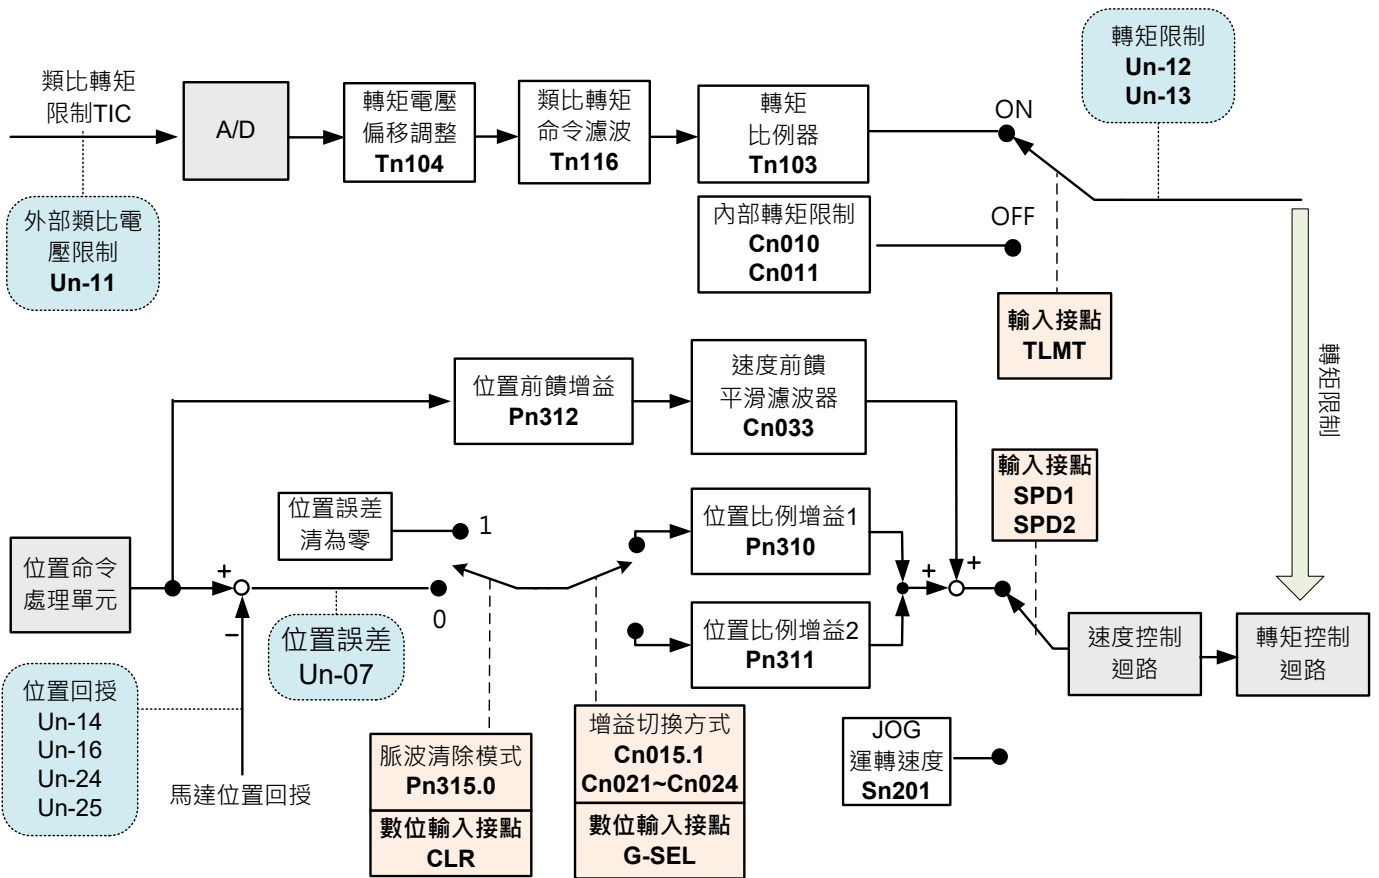 類比轉矩
限制TIC
A/D
轉矩電壓
偏移調整
Tn104
類比轉矩
命令濾波
Tn116
轉矩
比例器
Tn103
ON
轉矩限制
Un-12
Un-13
外部類比電
壓限制
Un-11
內部轉矩限制
Cn010
Cn011
OFF
輸入接點
TLMT
轉矩限制
位置前饋增益
Pn312
速度前饋
平滑濾波器
Cn033
輸入接點
SPD1
SPD2
位置誤差
清為零
1
位置比例增益1
Pn310
位置命令
處理單元
+
−
0
位置誤差
Un-07
位置比例增益2
Pn311
+
+
速度控制
迴路
轉矩控制
迴路
位置回授
Un-14
Un-16
Un-24
Un-25
馬達位置回授
脈波清除模式
Pn315.0
數位輸入接點
CLR
增益切換方式
Cn015.1
Cn021~Cn024
數位輸入接點
G-SEL
JOG
運轉速度
Sn201